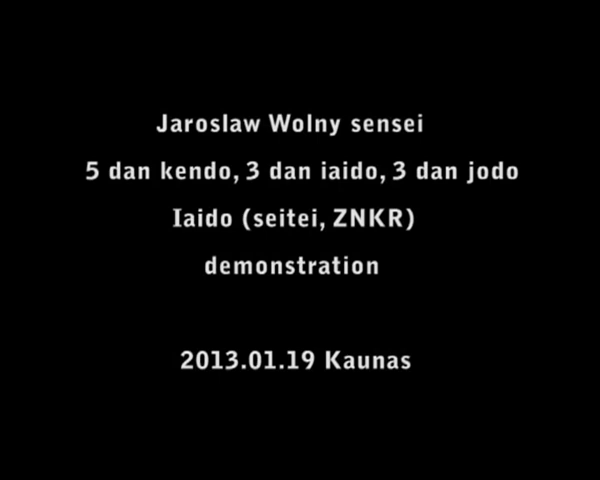 Jaroslaw Wolny sensei
5 dan kendo, 3 dan iaido, 3 dan jodo
Iaido (seitei, ZNKR)
demonstration
2013.01.19 Kaunas